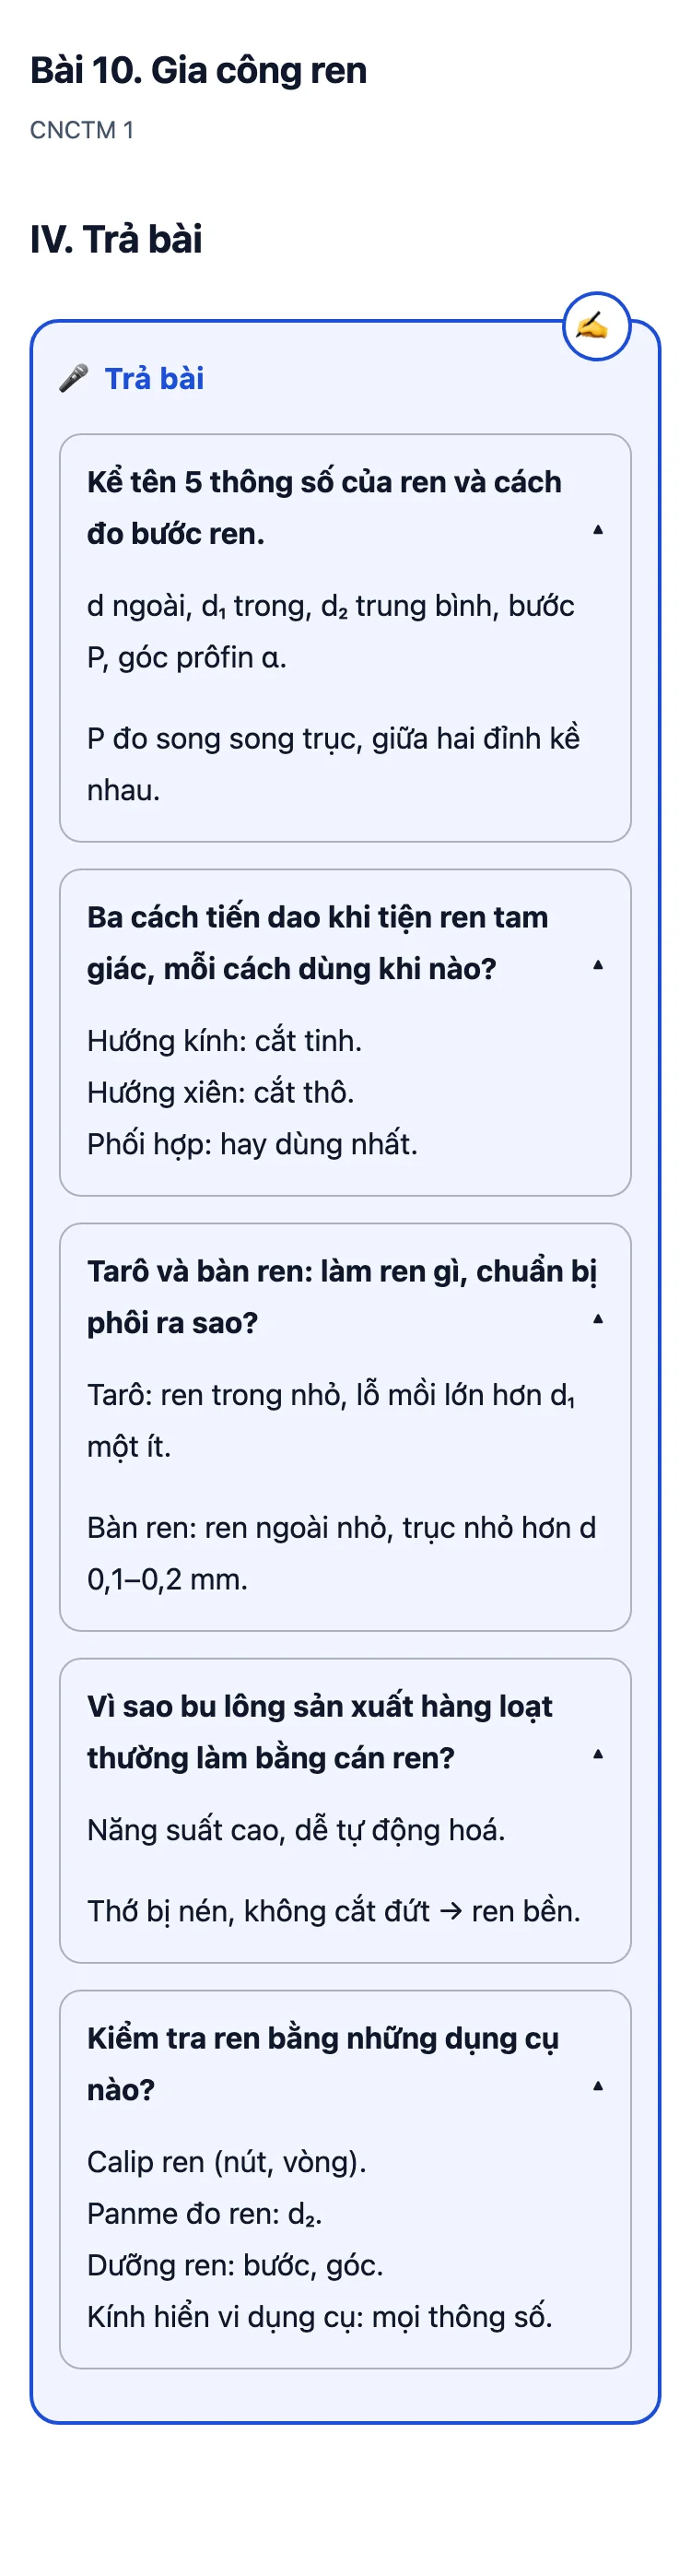 Bài 10. Gia công ren
CNCTM 1
IV. Trả bài
Trả bài
Kể tên 5 thông số của ren và cách
đo bước ren.
d ngoài, d₁ trong, d₂ trung bình, bước
P, góc prôfin α.
P đo song song trục, giữa hai đỉnh kề
nhau.
Ba cách tiến dao khi tiện ren tam
giác, mỗi cách dùng khi nào?
Hướng kính: cắt tinh.
Hướng xiên: cắt thô.
Phối hợp: hay dùng nhất.
Tarô và bàn ren: làm ren gì, chuẩn bị
phôi ra sao?
Tarô: ren trong nhỏ, lỗ mồi lớn hơn d₁
một ít.
Bàn ren: ren ngoài nhỏ, trục nhỏ hơn d
0,1–0,2 mm.
Vì sao bu lông sản xuất hàng loạt
thường làm bằng cán ren?
Năng suất cao, dễ tự động hoá.
Thớ bị nén, không cắt đứt → ren bền.
Kiểm tra ren bằng những dụng cụ
nào?
Calip ren (nút, vòng).
Panme đo ren: d₂.
Dưỡng ren: bước, góc.
Kính hiển vi dụng cụ: mọi thông số.